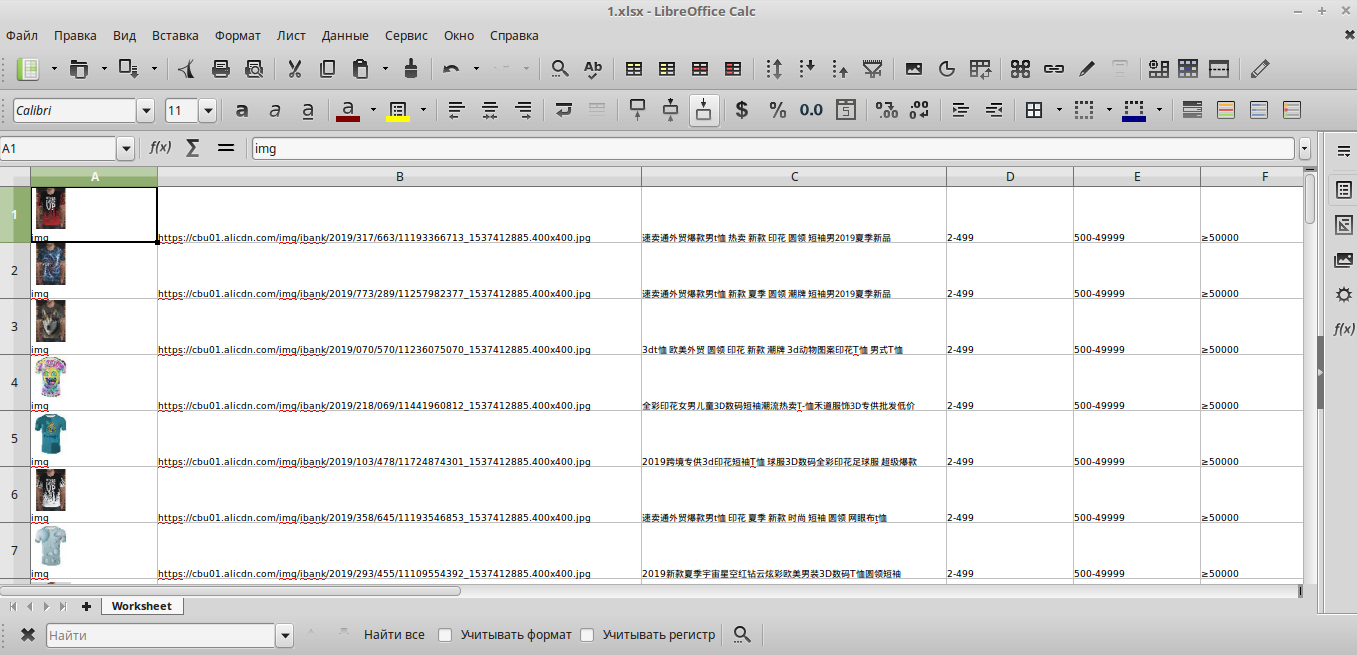 1.xlsx - LibreOffice Calc
Файл Правка Вид Вставка Формат Лист Данные Сервис Окно Справка
Calibri 11
A1 f(x) Σ = img
A B C D E F
1 img https://cbu01.alicdn.com/img/ibank/2019/317/663/11193366713_1537412885.400x400.jpg 速卖通外贸爆款男t恤 热卖 新款 印花 圆领 短袖男2019夏季新品 2-499 500-49999 ≥50000
2 img https://cbu01.alicdn.com/img/ibank/2019/773/289/11257982377_1537412885.400x400.jpg 速卖通外贸爆款男t恤 新款 夏季 圆领 潮牌 短袖男2019夏季新品 2-499 500-49999 ≥50000
3 img https://cbu01.alicdn.com/img/ibank/2019/070/570/11236075070_1537412885.400x400.jpg 3dt恤 欧美外贸 圆领 印花 新款 潮牌 3d动物图案印花T恤 男式T恤 2-499 500-49999 ≥50000
4 img https://cbu01.alicdn.com/img/ibank/2019/218/069/11441960812_1537412885.400x400.jpg 全彩印花女男儿童3D数码短袖潮流热卖T-恤禾道服饰3D专供批发低价 2-499 500-49999 ≥50000
5 img https://cbu01.alicdn.com/img/ibank/2019/103/478/11724874301_1537412885.400x400.jpg 2019跨境专供3d印花短袖T恤 球服3D数码全彩印花足球服 超级爆款 2-499 500-49999 ≥50000
6 img https://cbu01.alicdn.com/img/ibank/2019/358/645/11193546853_1537412885.400x400.jpg 速卖通外贸爆款男t恤 印花 夏季 新款 时尚 短袖 圆领 网眼布t恤 2-499 500-49999 ≥50000
7 img https://cbu01.alicdn.com/img/ibank/2019/293/455/11109554392_1537412885.400x400.jpg 2019新款夏季宇宙星空红钻云炫彩欧美男装3D数码T恤圆领短袖 2-499 500-49999 ≥50000
Worksheet
Найти Найти все Учитывать формат Учитывать регистр